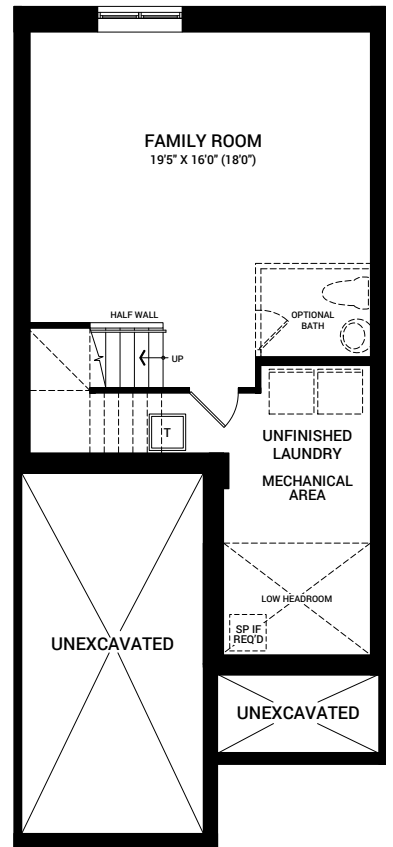 FAMILY ROOM
19'5" X 16'0" (18'0")
HALF WALL
OPTIONAL
BATH
UP
T
UNFINISHED
LAUNDRY
MECHANICAL
AREA
LOW HEADROOM
SP IF
REQ'D
UNEXCAVATED
UNEXCAVATED